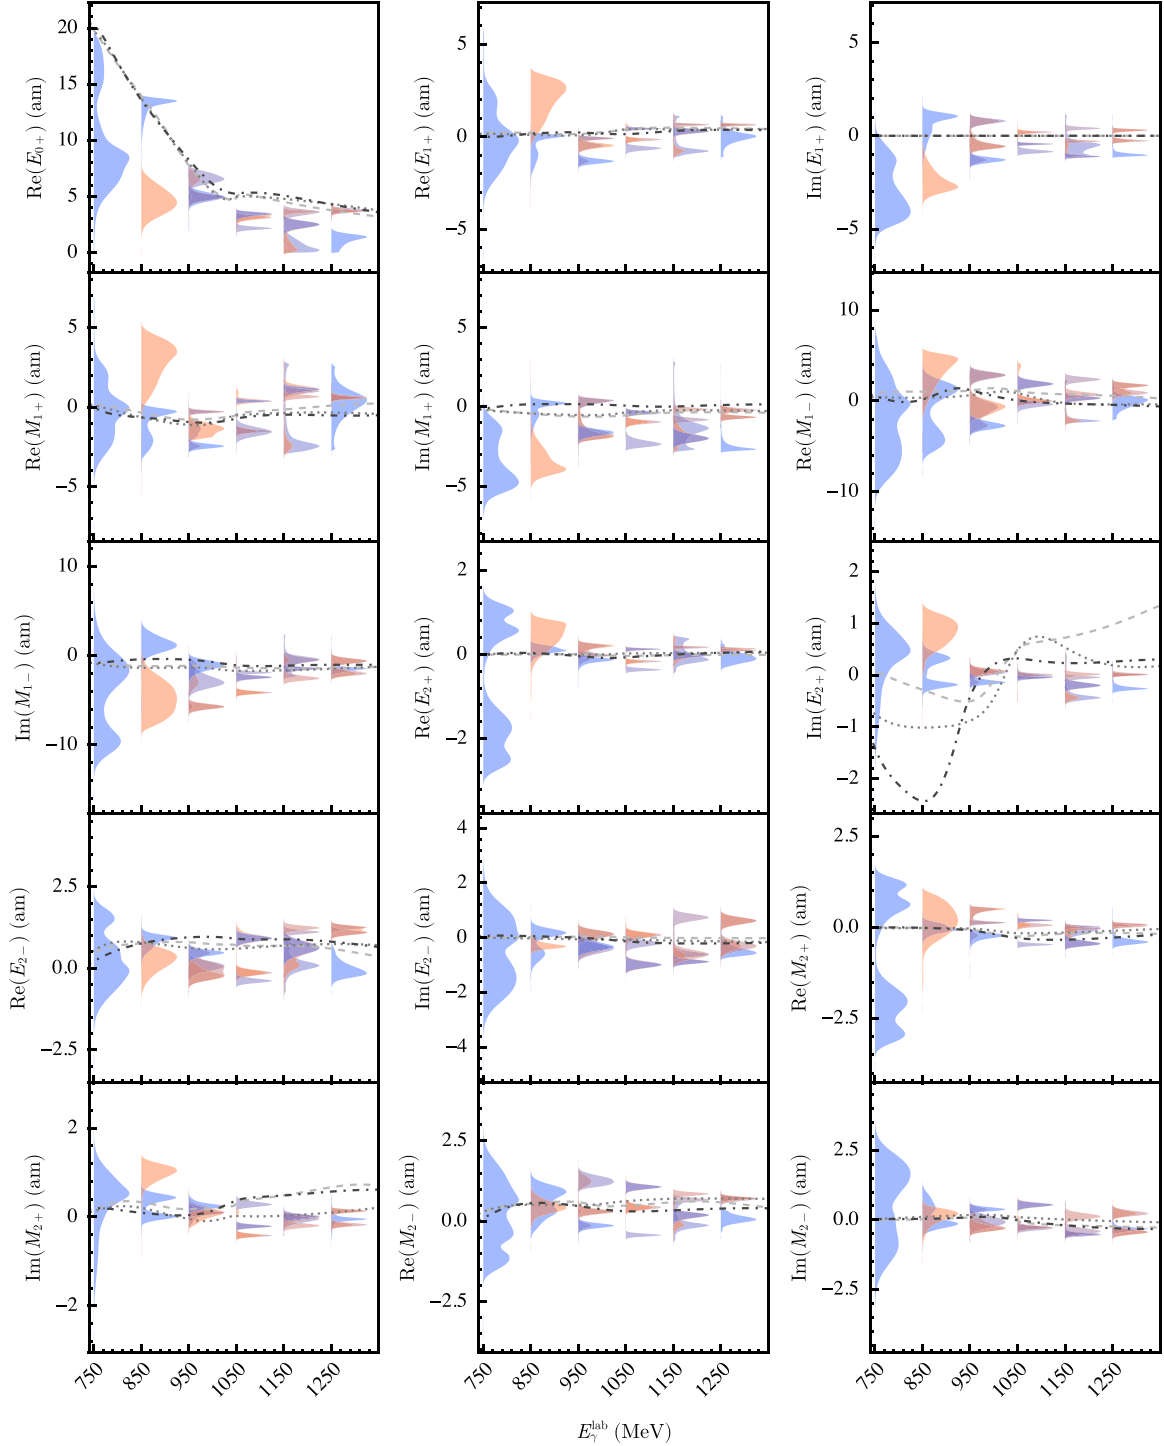 Re(E0+) (am)
20
15
10
5
0
Re(E1+) (am)
5
0
−5
Im(E1+) (am)
5
0
−5
Re(M1+) (am)
5
0
−5
Im(M1+) (am)
5
0
−5
Re(M1−) (am)
10
0
−10
Im(M1−) (am)
10
0
−10
Re(E2+) (am)
2
0
−2
Im(E2+) (am)
2
1
0
−1
−2
Re(E2−) (am)
2.5
0.0
−2.5
Im(E2−) (am)
4
2
0
−2
−4
Re(M2+) (am)
2.5
0.0
−2.5
Im(M2+) (am)
2
0
−2
Re(M2−) (am)
2.5
0.0
−2.5
Im(M2−) (am)
2.5
0.0
−2.5
750 850 950 1050 1150 1250
750 850 950 1050 1150 1250
750 850 950 1050 1150 1250
Eγlab (MeV)